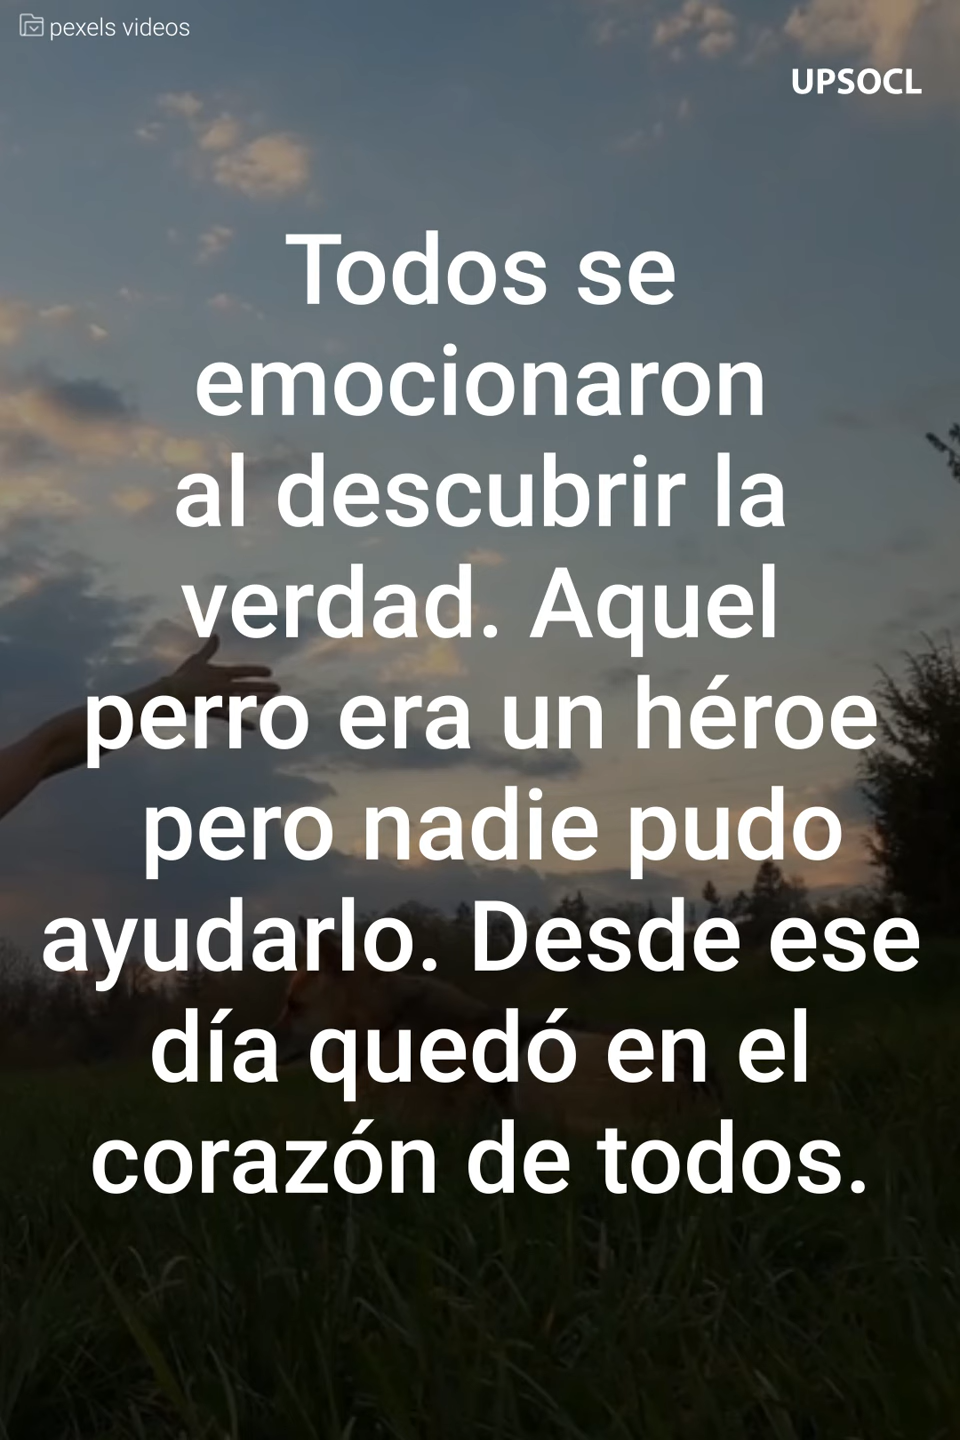 pexels videos
UPSOCL
Todos se
emocionaron
al descubrir la
verdad. Aquel
perro era un héroe
pero nadie pudo
ayudarlo. Desde ese
día quedó en el
corazón de todos.